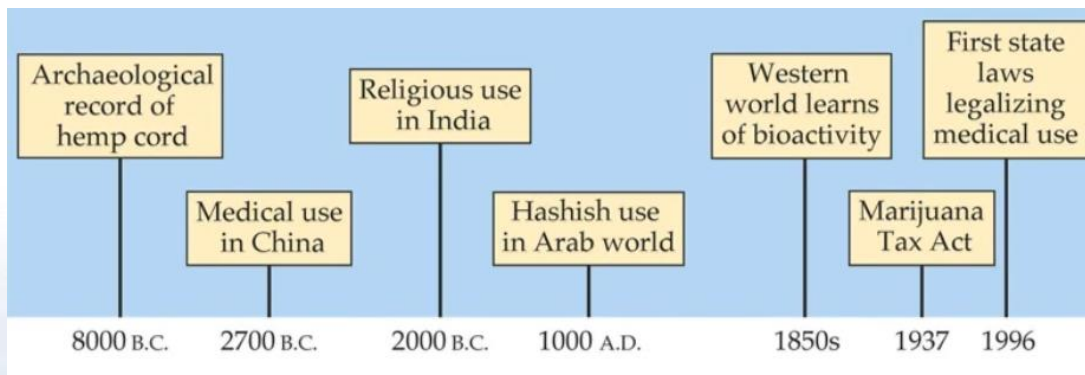 Archaeological
record of
hemp cord
Medical use
in China
Religious use
in India
Hashish use
in Arab world
Western
world learns
of bioactivity
Marijuana
Tax Act
First state
laws
legalizing
medical use
8000 B.C.
2700 B.C.
2000 B.C.
1000 A.D.
1850s
1937
1996